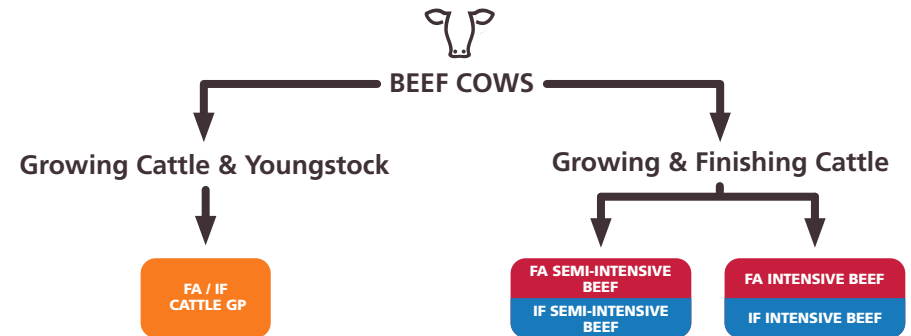 BEEF COWS
Growing Cattle & Youngstock
Growing & Finishing Cattle
FA / IF
CATTLE GP
FA SEMI-INTENSIVE
BEEF
IF SEMI-INTENSIVE
BEEF
FA INTENSIVE BEEF
IF INTENSIVE BEEF